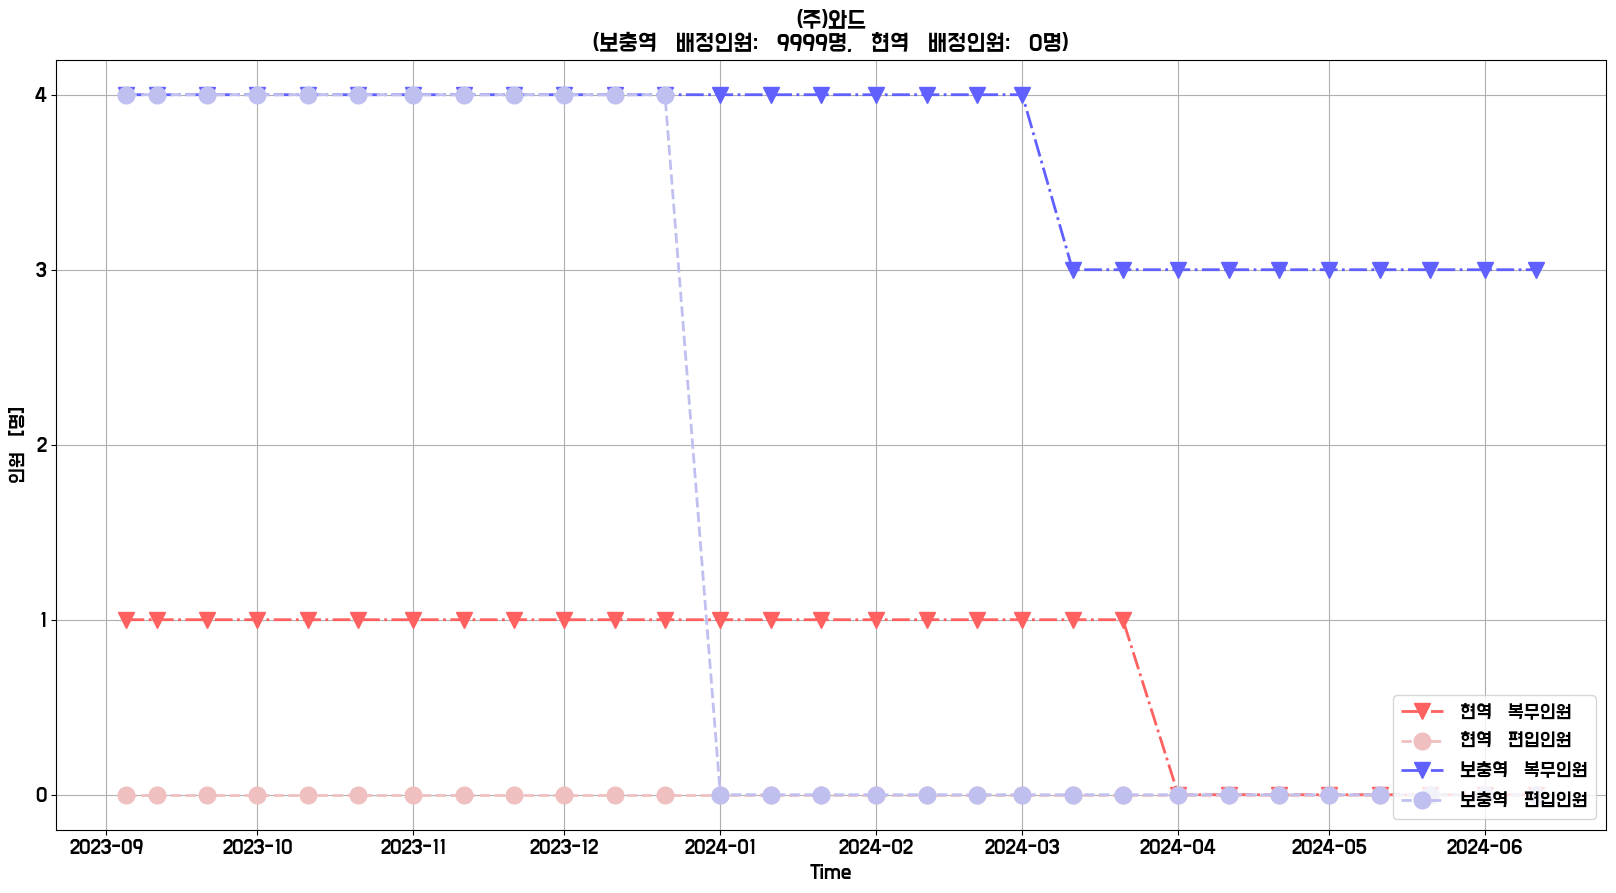 (주)와드
(보충역 배정인원: 9999명, 현역 배정인원: 0명)
4
3
2
1
0
인원 [명]
2023-09 2023-10 2023-11 2023-12 2024-01 2024-02 2024-03 2024-04 2024-05 2024-06
Time
현역 복무인원
현역 편입인원
보충역 복무인원
보충역 편입인원